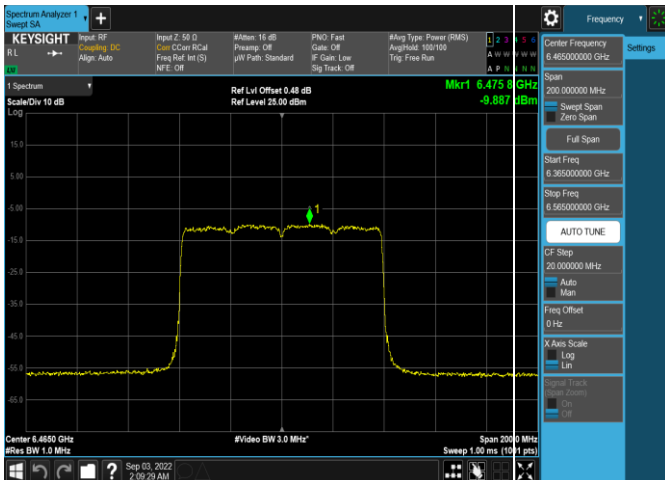 Spectrum Analyzer 1
Swept SA
Frequency
KEYSIGHT
RL
LV
Input: RF
Coupling: DC
Align: Auto
Input Z: 50 Ω
Corr CCorr RCal
Freq Ref: Int (S)
NFE: Off
#Atten: 16 dB
Preamp: Off
µW Path: Standard
PNO: Fast
Gate: Off
IF Gain: Low
Sig Track: Off
#Avg Type: Power (RMS)
Avg|Hold: 100/100
Trig: Free Run
1 2 3 4 5 6
A W W W W W
A P N N N N
1 Spectrum
Scale/Div 10 dB
Log
Ref Lvl Offset 0.48 dB
Ref Level 25.00 dBm
Mkr1 6.475 8 GHz
-9.887 dBm
15.0
5.00
-5.00
-15.0
-25.0
-35.0
-45.0
-55.0
-65.0
1
Center 6.4650 GHz
#Res BW 1.0 MHz
#Video BW 3.0 MHz*
Span 200.0 MHz
Sweep 1.00 ms (1001 pts)
Sep 03, 2022
2:09:29 AM
Center Frequency
6.465000000 GHz
Settings
Span
200.000000 MHz
Swept Span
Zero Span
Full Span
Start Freq
6.365000000 GHz
Stop Freq
6.565000000 GHz
AUTO TUNE
CF Step
20.000000 MHz
Auto
Man
Freq Offset
0 Hz
X Axis Scale
Log
Lin
Signal Track
(Span Zoom)
On
Off